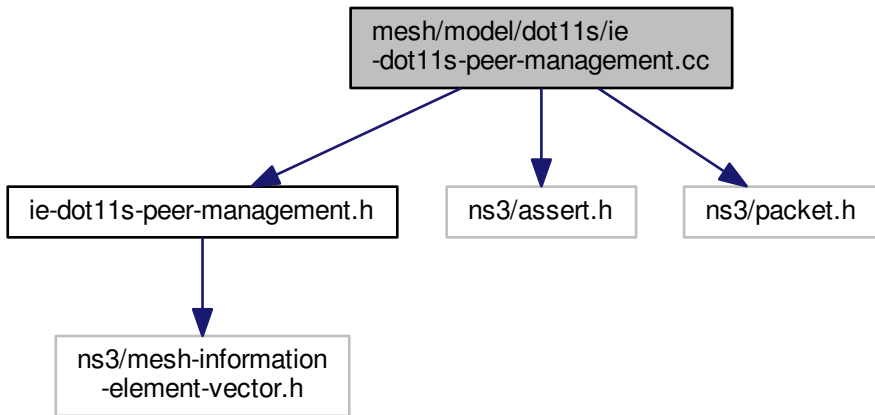 mesh/model/dot11s/ie
-dot11s-peer-management.cc
ie-dot11s-peer-management.h
ns3/assert.h
ns3/packet.h
ns3/mesh-information
-element-vector.h